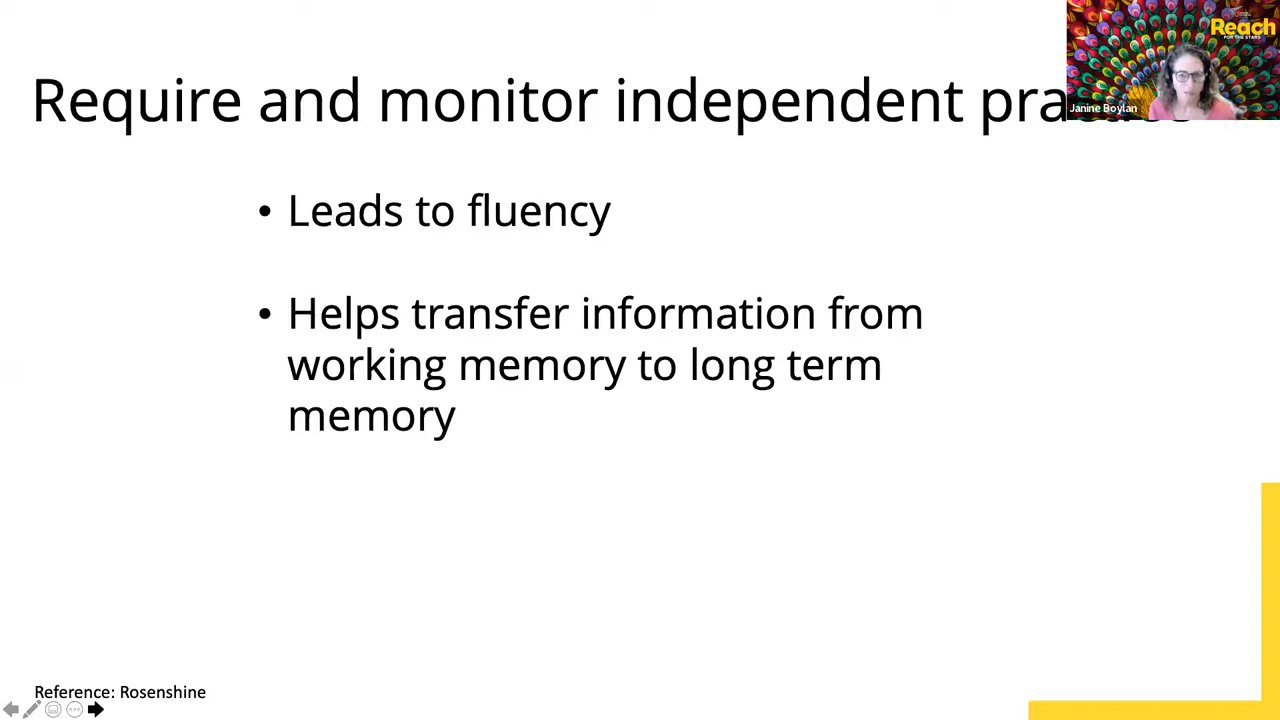 Require and monitor independent
Reach
FOR THE STARS
Janine Boylan
• Leads to fluency
• Helps transfer information from
working memory to long term
memory
Reference: Rosenshine